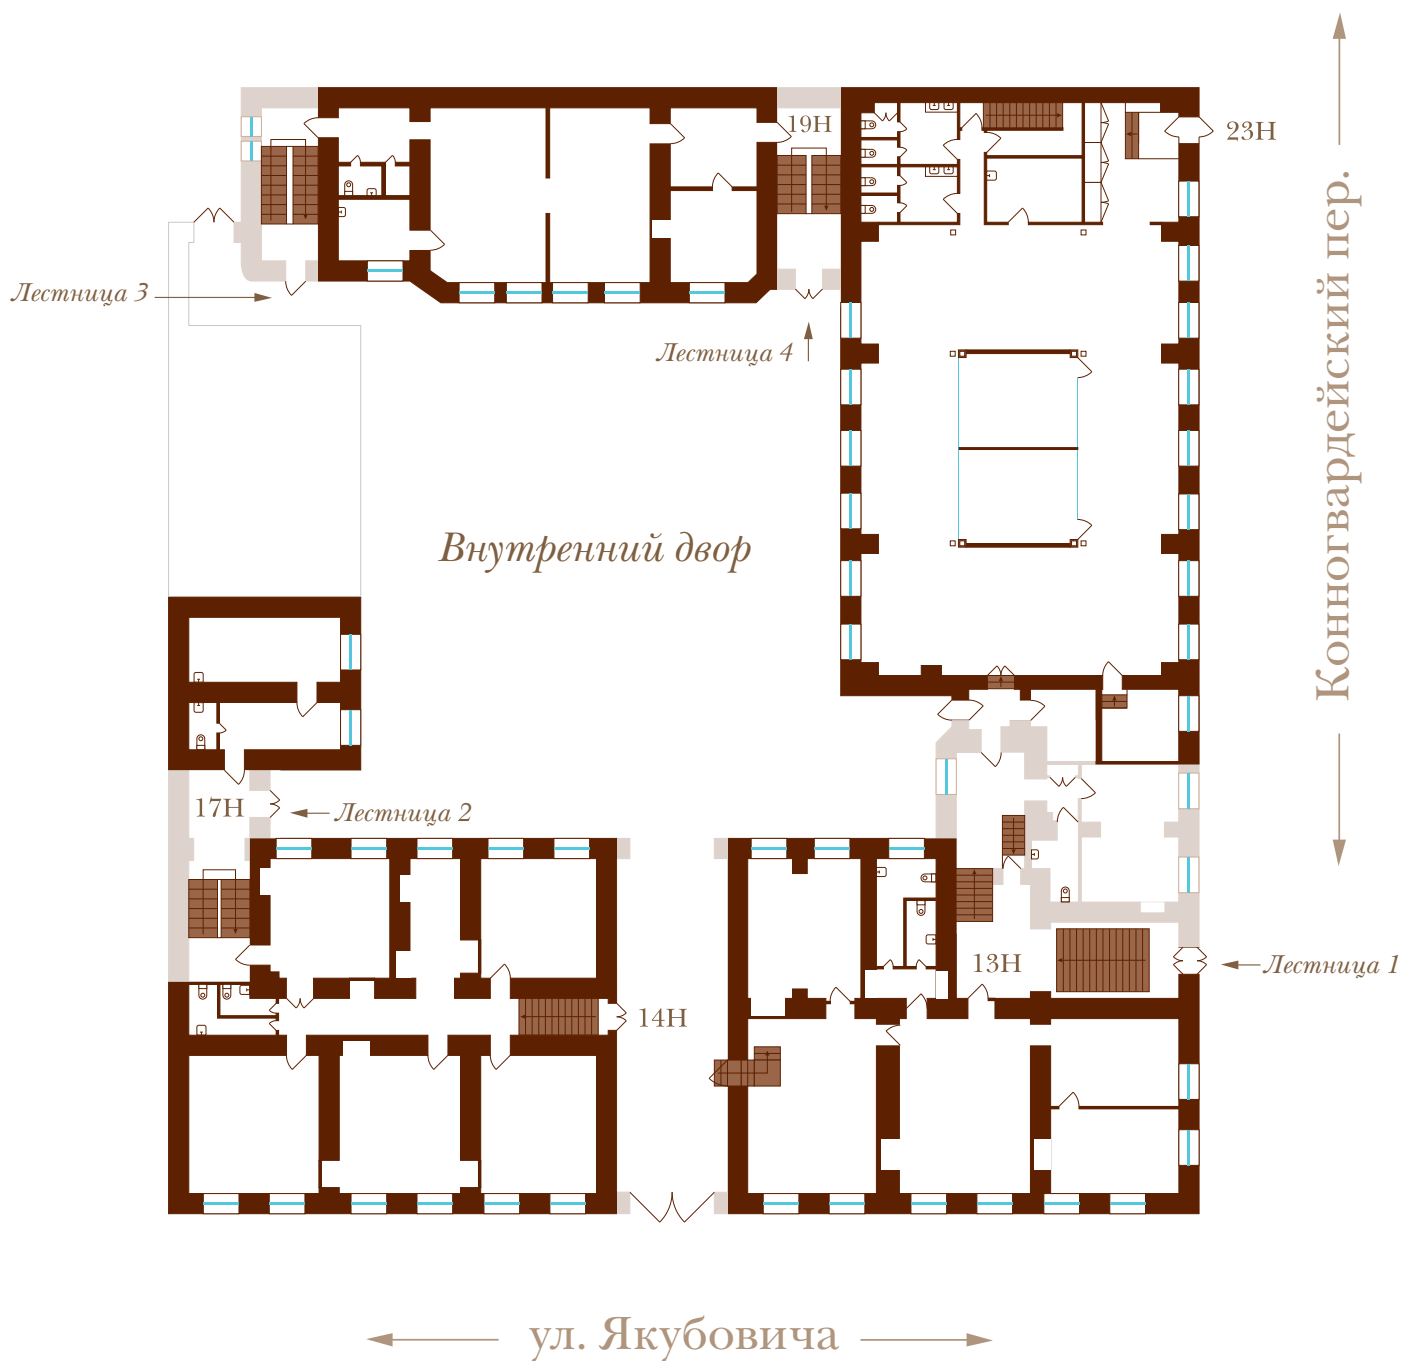 19Н
23Н
Конногвардейский пер.
Лестница 3
Лестница 4
Внутренний двор
17Н
Лестница 2
13Н
Лестница 1
14Н
ул. Якубовича